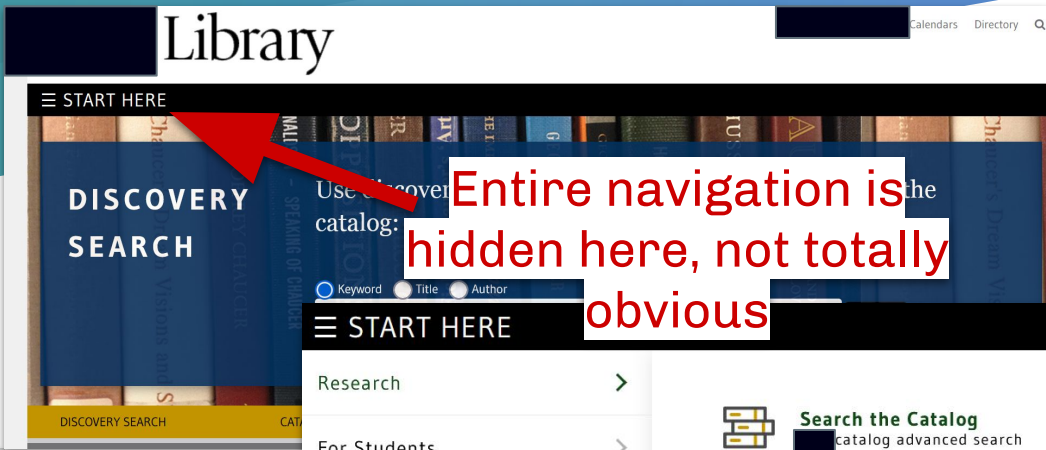 Library
Calendars Directory
☰ START HERE
DISCOVERY
SEARCH
Use the
catalog:
Entire navigation is
hidden here, not totally
obvious
Keyword Title Author
☰ START HERE
Research
For Students
Search the Catalog
catalog advanced search
DISCOVERY SEARCH